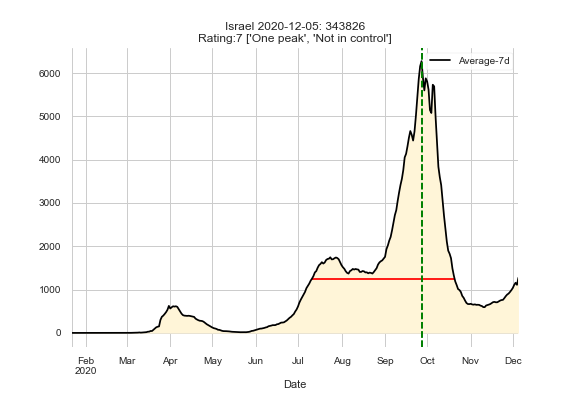 Israel 2020-12-05: 343826
Rating:7 ['One peak', 'Not in control']
Average-7d
6000
5000
4000
3000
2000
1000
0
Feb Mar Apr May Jun Jul Aug Sep Oct Nov Dec
2020
Date